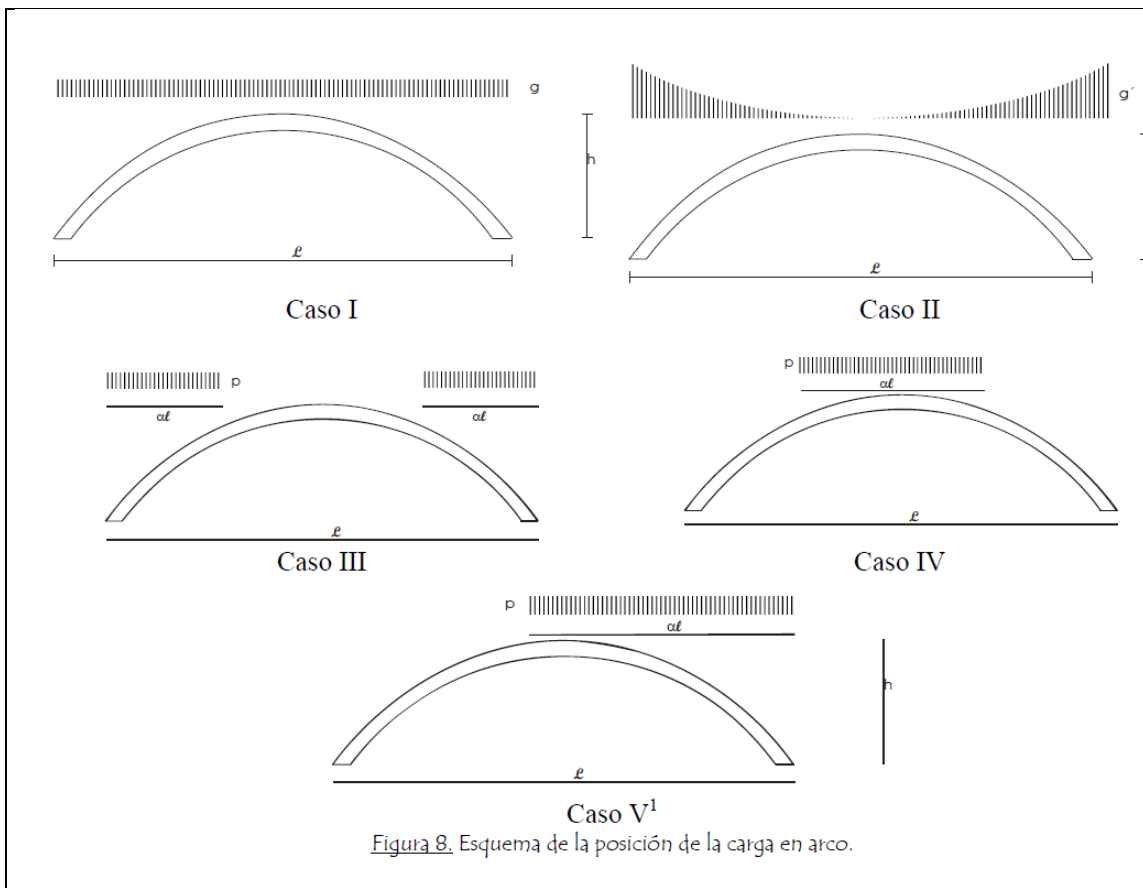 g
h
ℓ
Caso I
g´
ℓ
Caso II
p
αℓ
αℓ
ℓ
Caso III
p
αℓ
ℓ
Caso IV
p
αℓ
h
ℓ
Caso V¹
Figura 8. Esquema de la posición de la carga en arco.